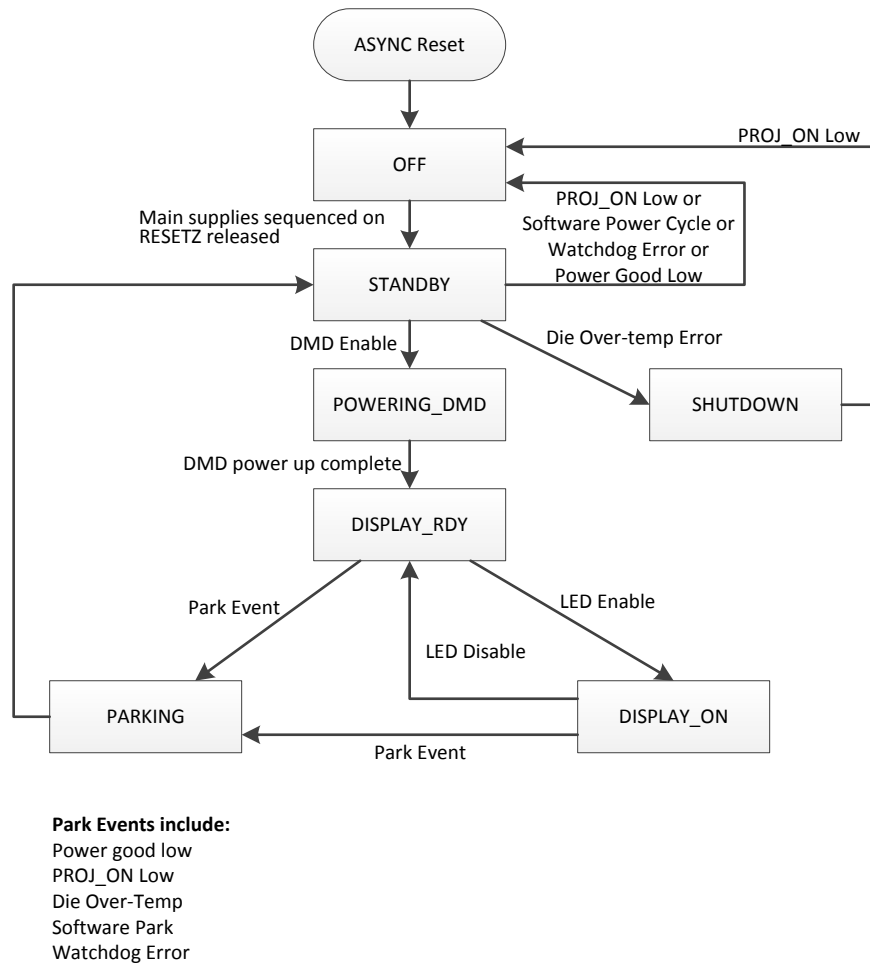 ASYNC Reset
PROJ_ON Low
OFF
Main supplies sequenced on
RESETZ released
PROJ_ON Low or
Software Power Cycle or
Watchdog Error or
Power Good Low
STANDBY
DMD Enable
Die Over-temp Error
POWERING_DMD
SHUTDOWN
DMD power up complete
DISPLAY_RDY
Park Event
LED Enable
LED Disable
PARKING
DISPLAY_ON
Park Event
Park Events include:
Power good low
PROJ_ON Low
Die Over-Temp
Software Park
Watchdog Error